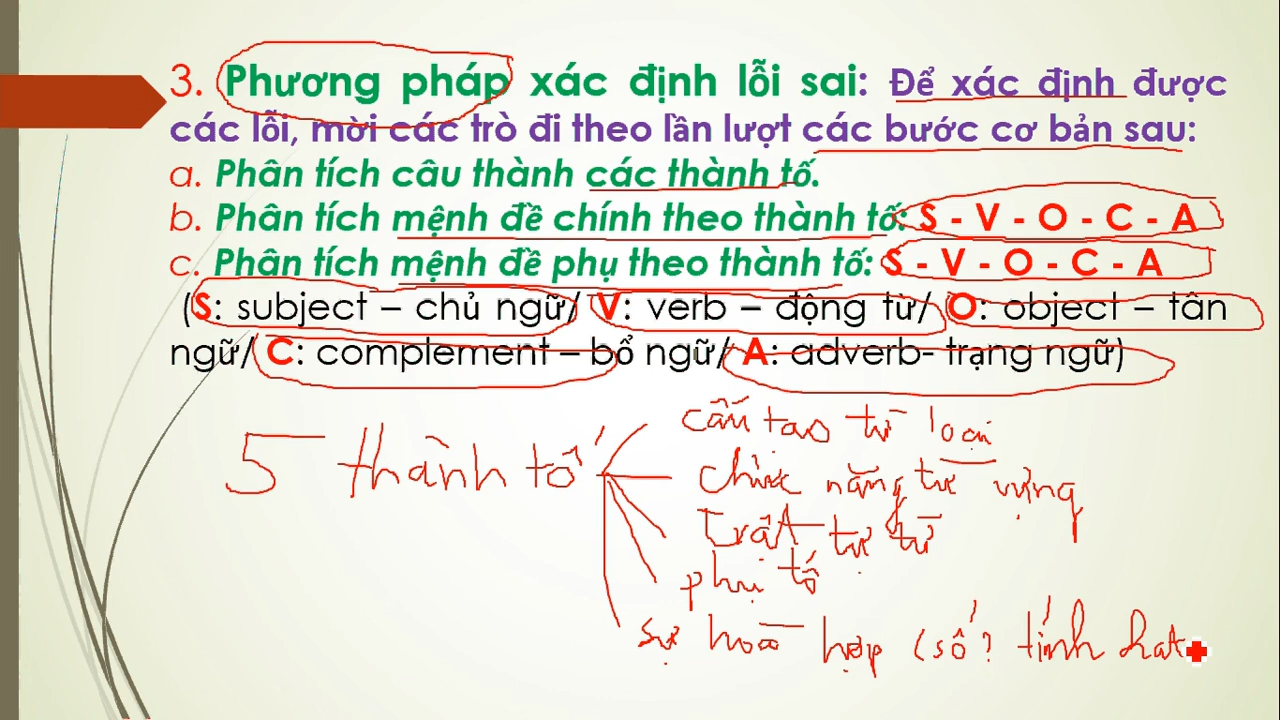 3. Phương pháp xác định lỗi sai: Để xác định được
các lỗi, mời các trò đi theo lần lượt các bước cơ bản sau:
a. Phân tích câu thành các thành tố.
b. Phân tích mệnh đề chính theo thành tố: S - V - O - C - A
c. Phân tích mệnh đề phụ theo thành tố: S - V - O - C - A
(S: subject – chủ ngữ/ V: verb – động từ/ O: object – tân
ngữ/ C: complement – bổ ngữ/ A: adverb- trạng ngữ)
cấu tạo từ loại
5 thành tố
chức năng từ vựng
trật tự từ
phụ tố
sự hoà hợp (số? tính